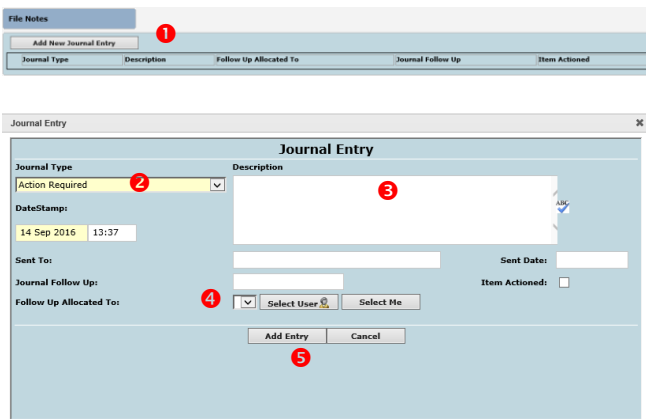 File Notes
Add New Journal Entry 1
Journal Type Description Follow Up Allocated To Journal Follow Up Item Actioned
Journal Entry
Journal Entry
Journal Type Description
Action Required 2 3
ABC
DateStamp:
14 Sep 2016 13:37
Sent To: Sent Date:
Journal Follow Up: Item Actioned:
Follow Up Allocated To: 4 Select User Select Me
Add Entry Cancel
5